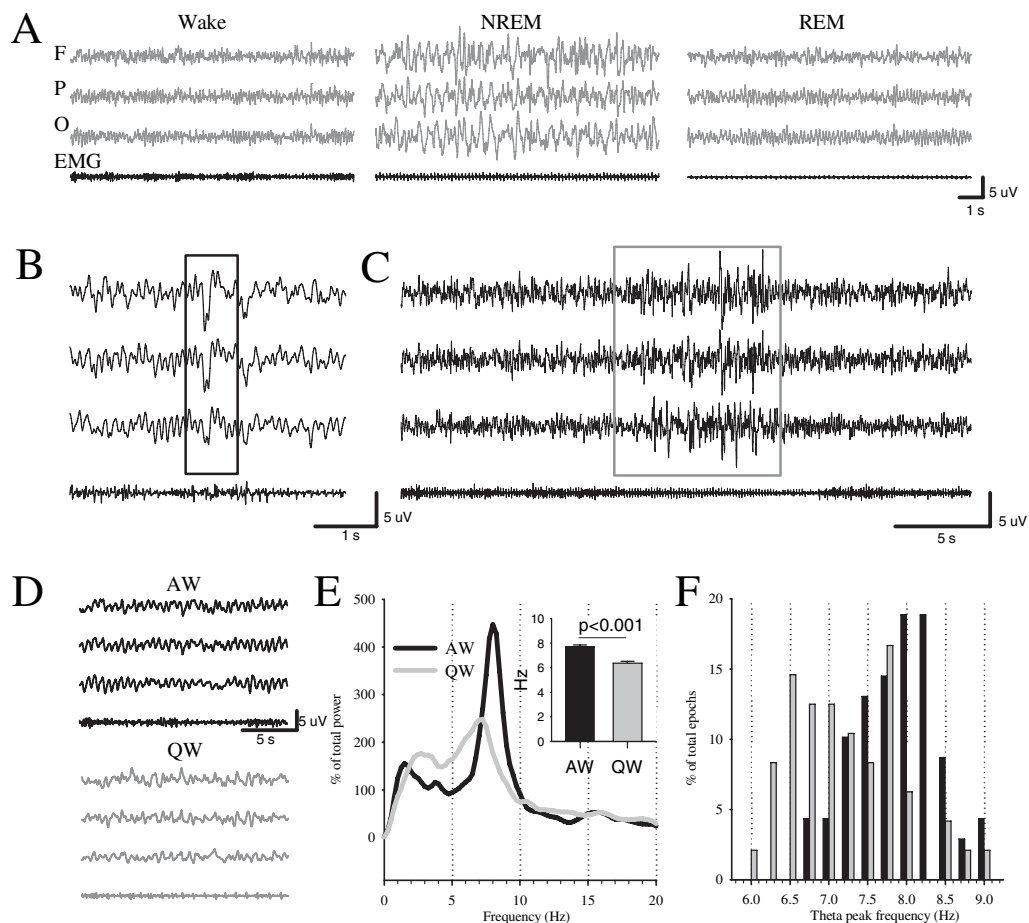 A
Wake
NREM
REM
F
P
O
EMG
5 uV
1 s
B
C
5 uV
1 s
5 uV
5 s
D
AW
5 uV
5 s
QW
E
500
400
300
200
100
0
% of total power
AW
QW
p<0.001
10
8
6
4
2
0
Hz
AW
QW
0
5
10
15
20
Frequency (Hz)
F
20
15
10
5
0
% of total epochs
6.0
6.5
7.0
7.5
8.0
8.5
9.0
Theta peak frequency (Hz)